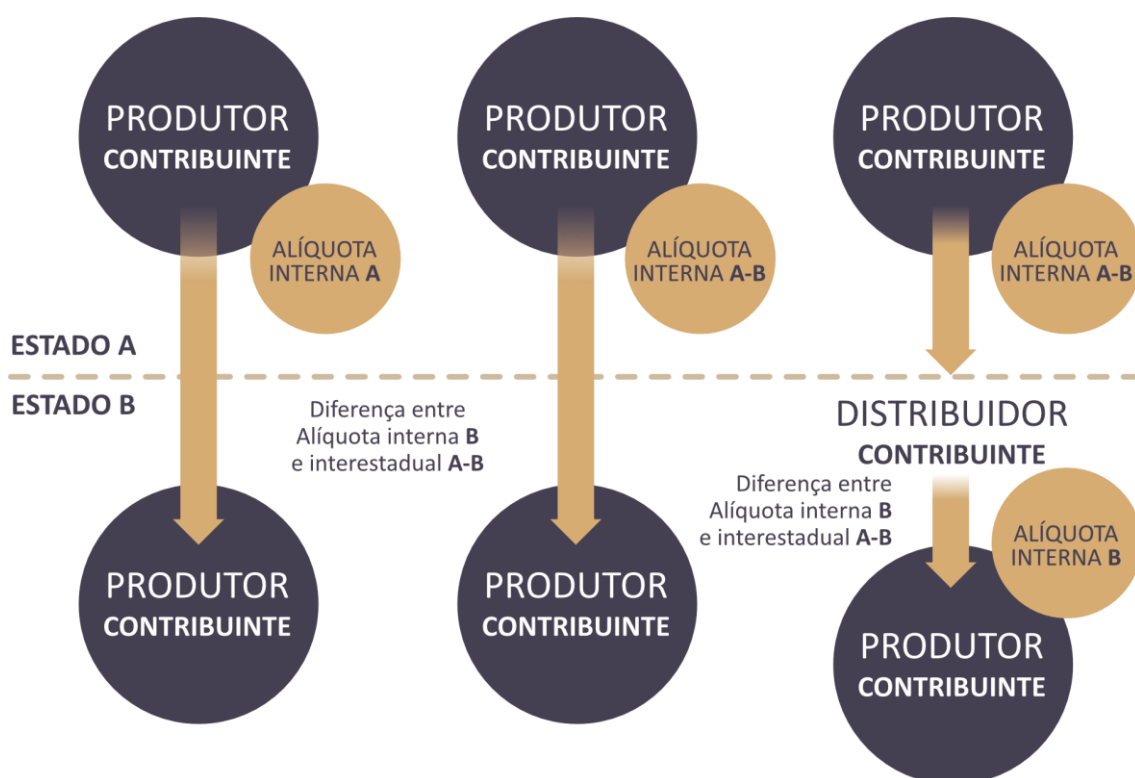 PRODUTOR
CONTRIBUINTE
ALÍQUOTA
INTERNA A
PRODUTOR
CONTRIBUINTE
ALÍQUOTA
INTERNA A-B
PRODUTOR
CONTRIBUINTE
ALÍQUOTA
INTERNA A-B
ESTADO A
ESTADO B
Diferença entre
Alíquota interna B
e interestadual A-B
DISTRIBUIDOR
CONTRIBUINTE
Diferença entre
Alíquota interna B
e interestadual A-B
ALÍQUOTA
INTERNA B
PRODUTOR
CONTRIBUINTE
PRODUTOR
CONTRIBUINTE
PRODUTOR
CONTRIBUINTE